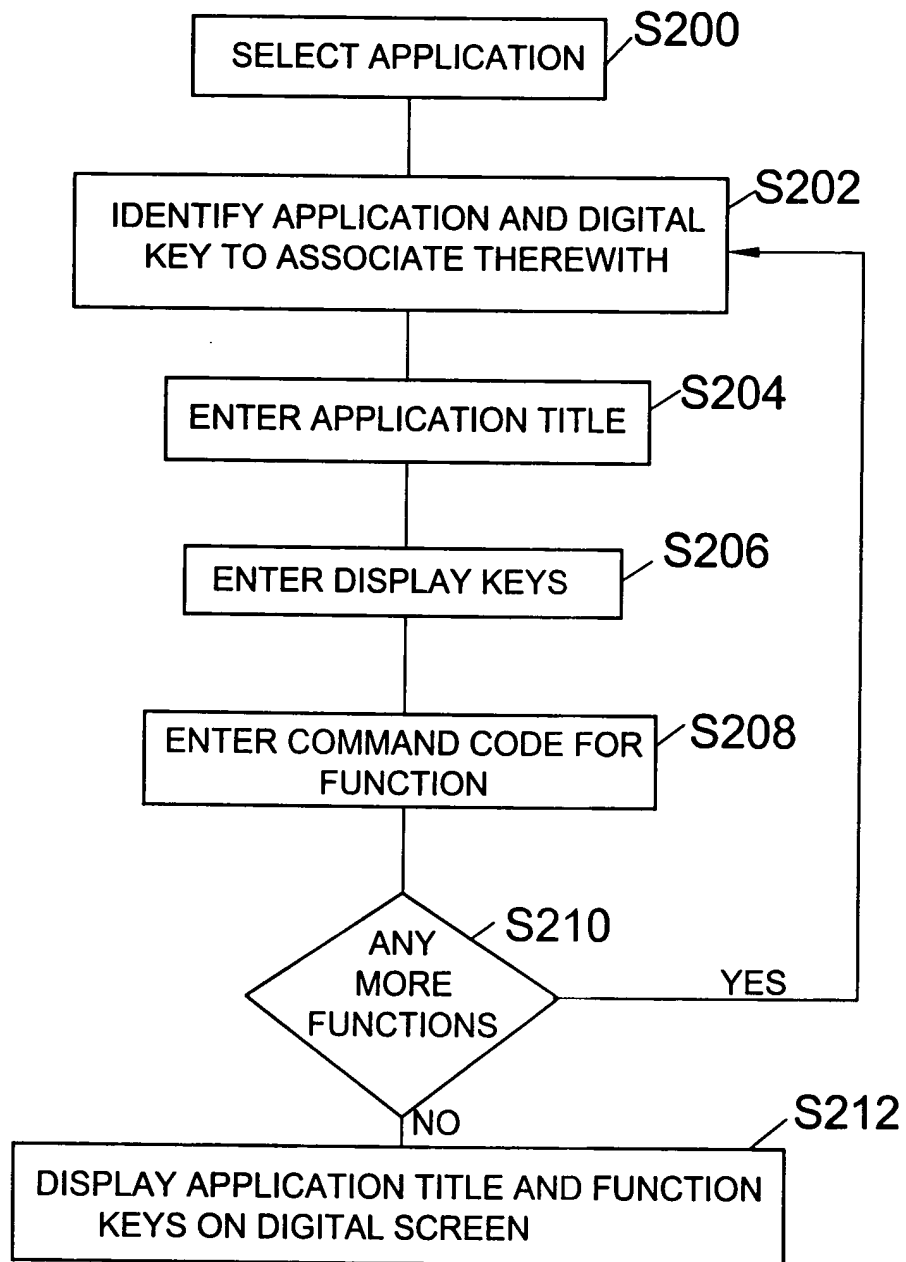 SELECT APPLICATION
S200
IDENTIFY APPLICATION AND DIGITAL
KEY TO ASSOCIATE THEREWITH
S202
ENTER APPLICATION TITLE
S204
ENTER DISPLAY KEYS
S206
ENTER COMMAND CODE FOR
FUNCTION
S208
ANY
MORE
FUNCTIONS
S210
YES
NO
S212
DISPLAY APPLICATION TITLE AND FUNCTION
KEYS ON DIGITAL SCREEN